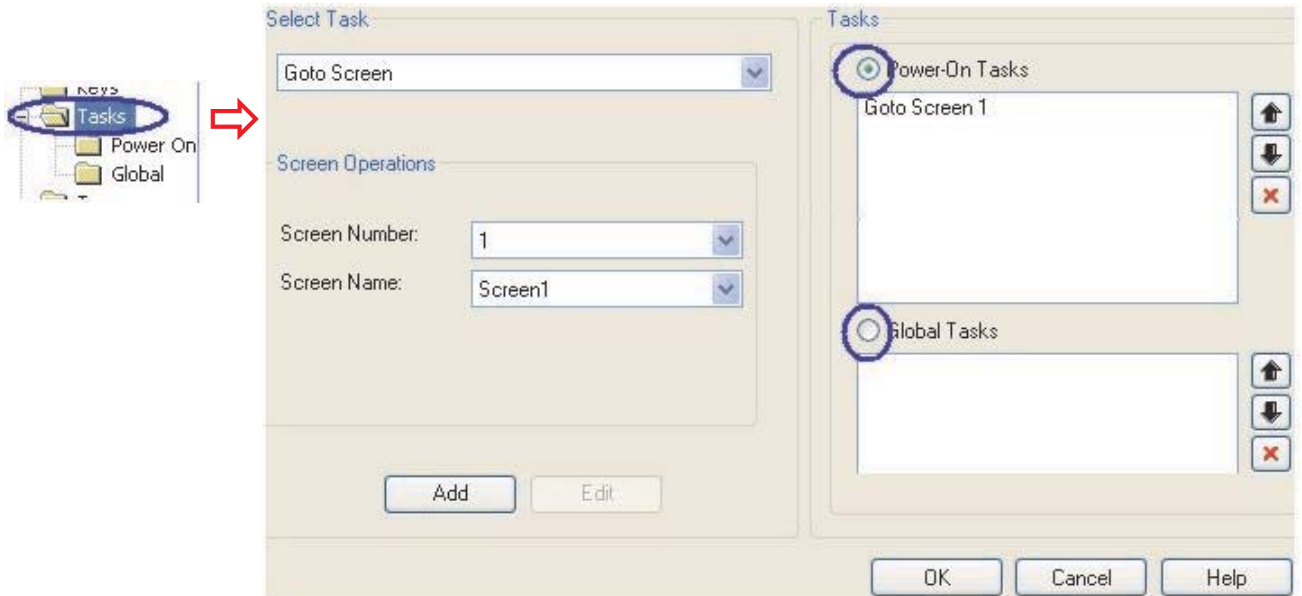 Keys
Tasks
Power On
Global
Select Task
Goto Screen
Screen Operations
Screen Number:
1
Screen Name:
Screen1
Add
Edit
Tasks
Power-On Tasks
Goto Screen 1
Global Tasks
OK
Cancel
Help